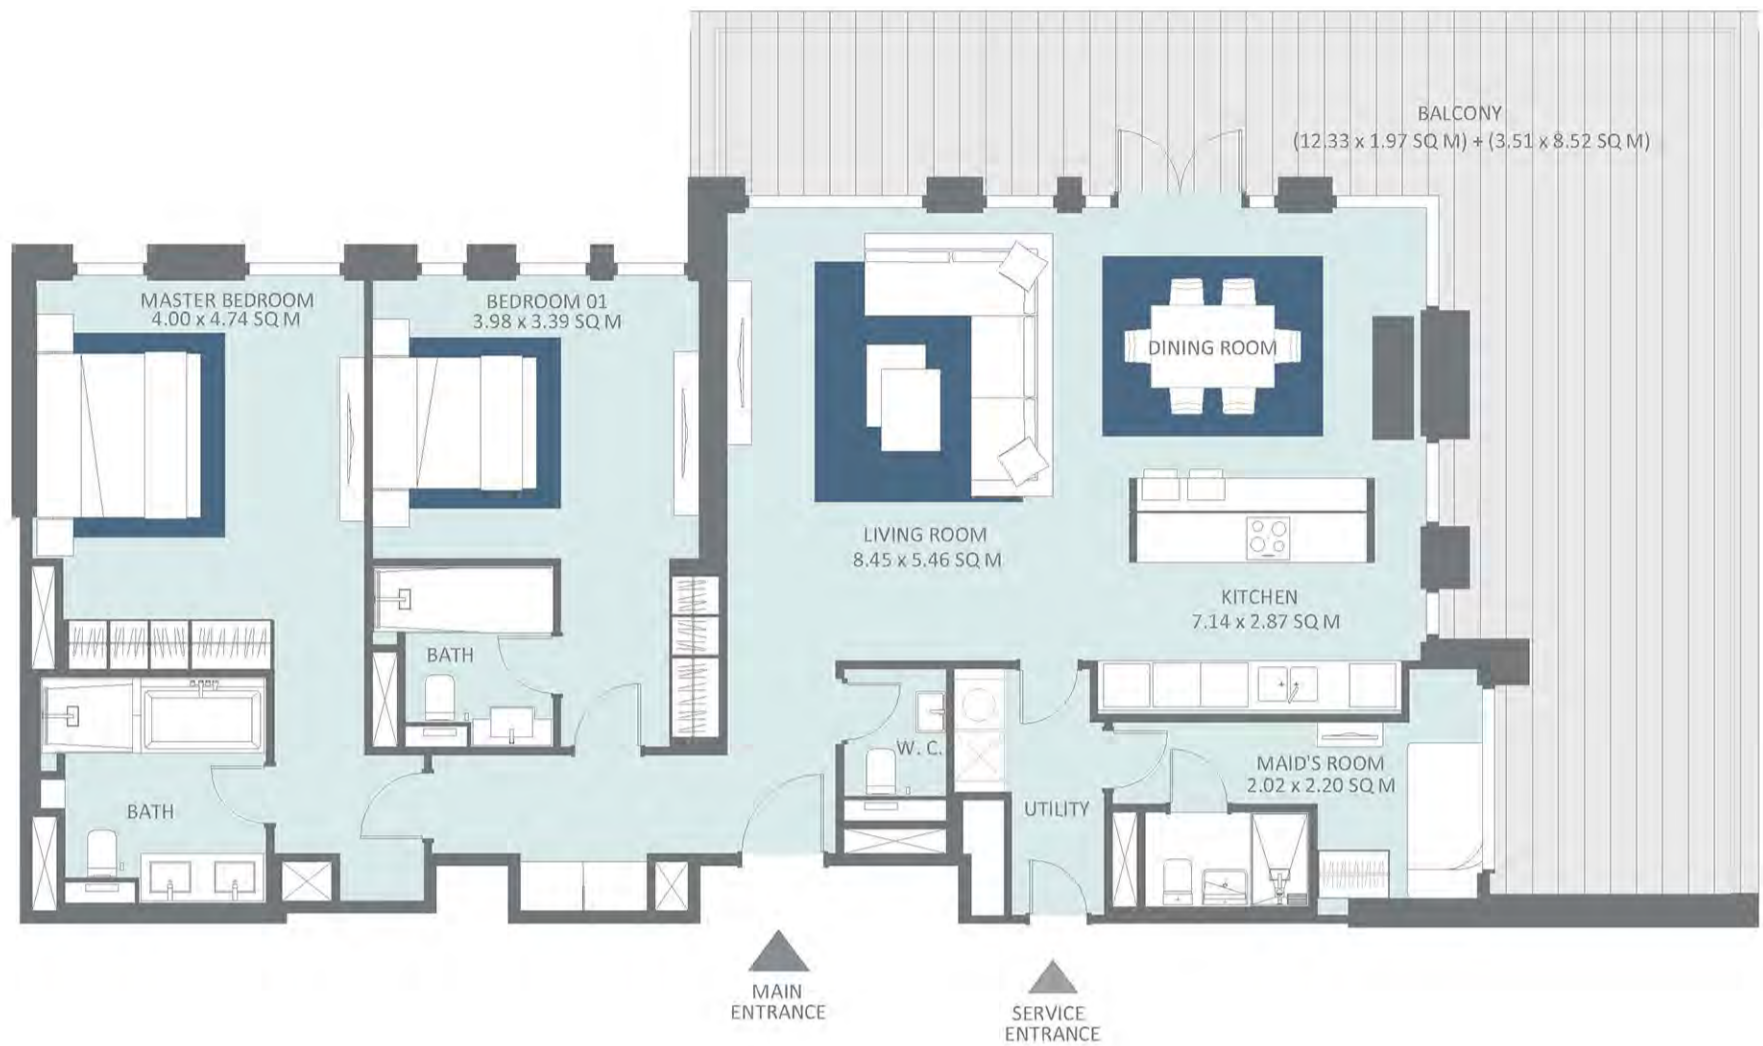 BALCONY
(12.33 x 1.97 SQ M) + (3.51 x 8.52 SQ M)
MASTER BEDROOM
4.00 x 4.74 SQ M
BEDROOM 01
3.98 x 3.39 SQ M
DINING ROOM
LIVING ROOM
8.45 x 5.46 SQ M
KITCHEN
7.14 x 2.87 SQ M
BATH
W. C.
MAID'S ROOM
2.02 x 2.20 SQ M
BATH
UTILITY
MAIN
ENTRANCE
SERVICE
ENTRANCE